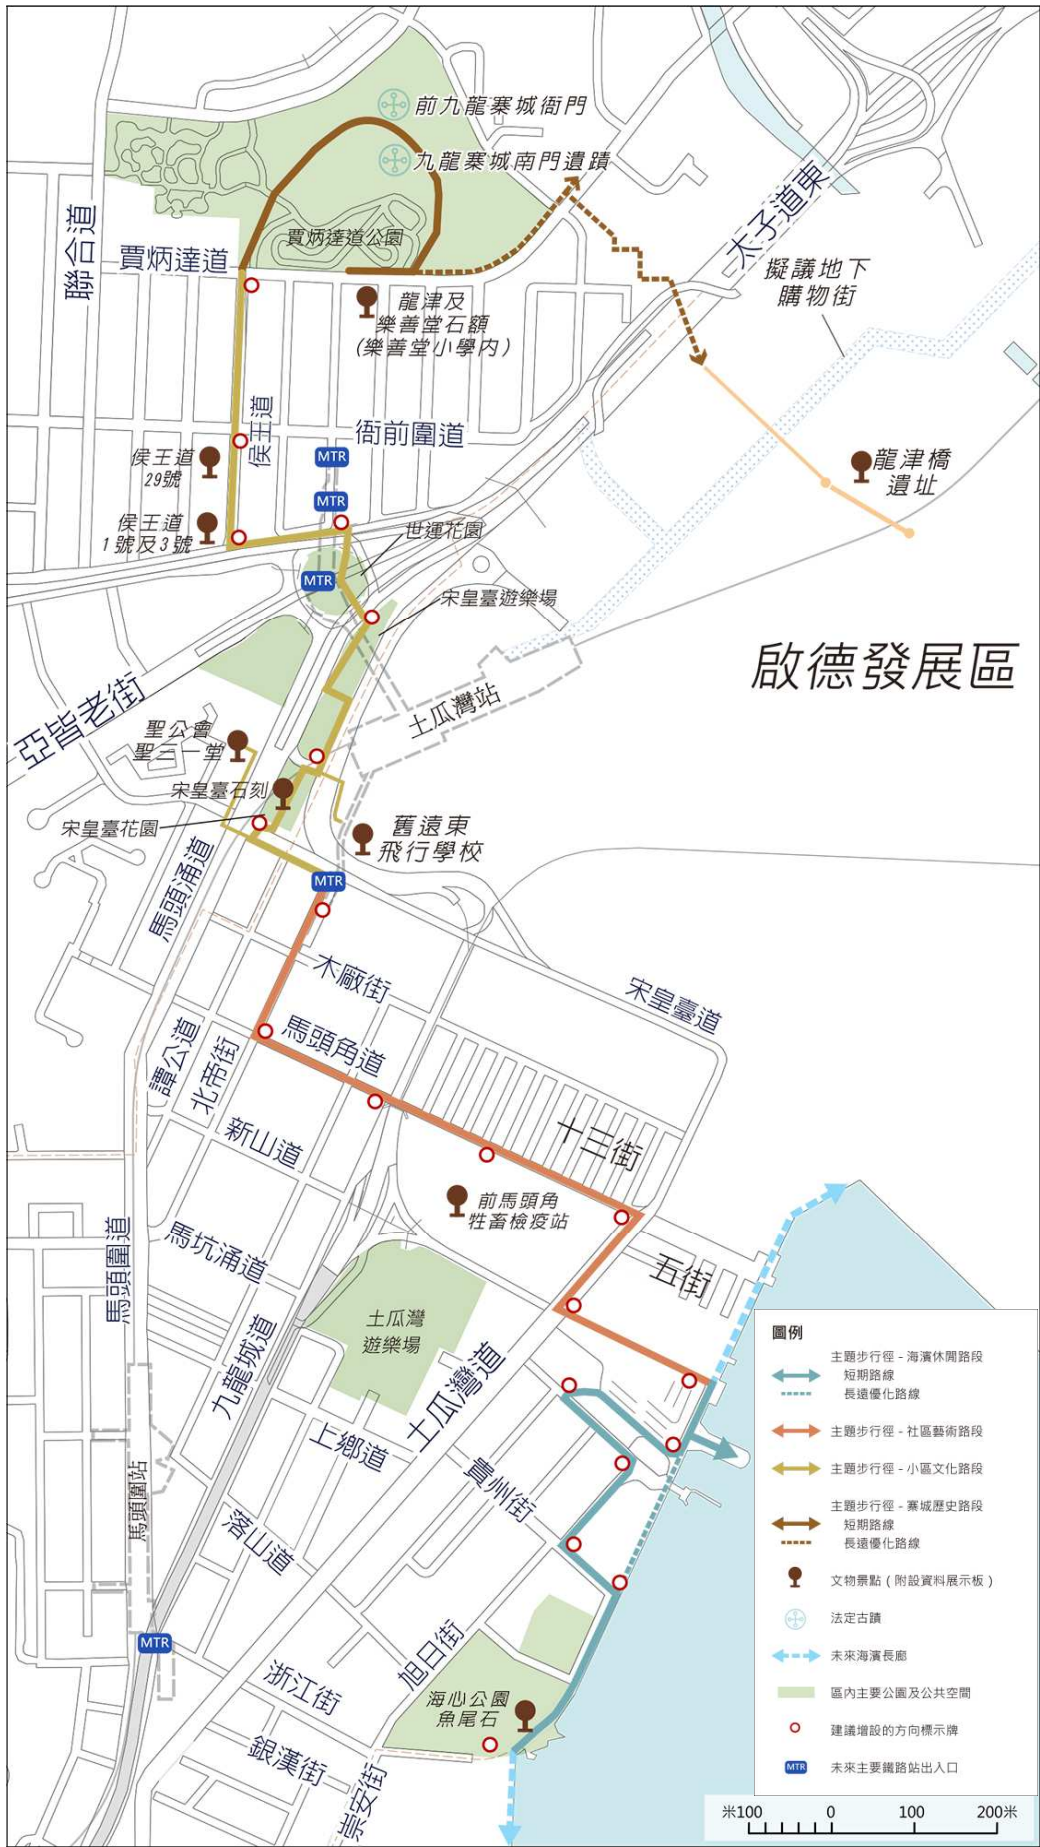 前九龍寨城衙門
九龍寨城南門遺蹟
太子道東
聯合道
賈炳達道公園
賈炳達道
擬議地下
購物街
龍津及
樂善堂石額
(樂善堂小學內)
侯王道
衙前圍道
MTR
侯王道
29號
龍津橋
遺址
MTR
侯王道
1號及3號
世運花園
MTR
宋皇臺遊樂場
啟德發展區
亞皆老街
土瓜灣站
聖公會
聖三一堂
宋皇臺石刻
宋皇臺花園
舊遠東
飛行學校
馬頭涌道
MTR
木廠街
宋皇臺道
譚公道
北帝街
馬頭角道
新山道
十三街
前馬頭角
牲畜檢疫站
馬頭圍道
馬坑涌道
五街
土瓜灣
遊樂場
九龍城道
土瓜灣道
上鄉道
貴州街
馬頭圍站
落山道
MTR
旭日街
浙江街
海心公園
魚尾石
銀漢街
崇安街
圖例
主題步行徑 - 海濱休閒路段
短期路線
長遠優化路線
主題步行徑 - 社區藝術路段
主題步行徑 - 小區文化路段
主題步行徑 - 寨城歷史路段
短期路線
長遠優化路線
文物景點 ( 附設資料展示板 )
法定古蹟
未來海濱長廊
區內主要公園及公共空間
建議增設的方向標示牌
MTR 未來主要鐵路站出入口
米100 0 100 200米